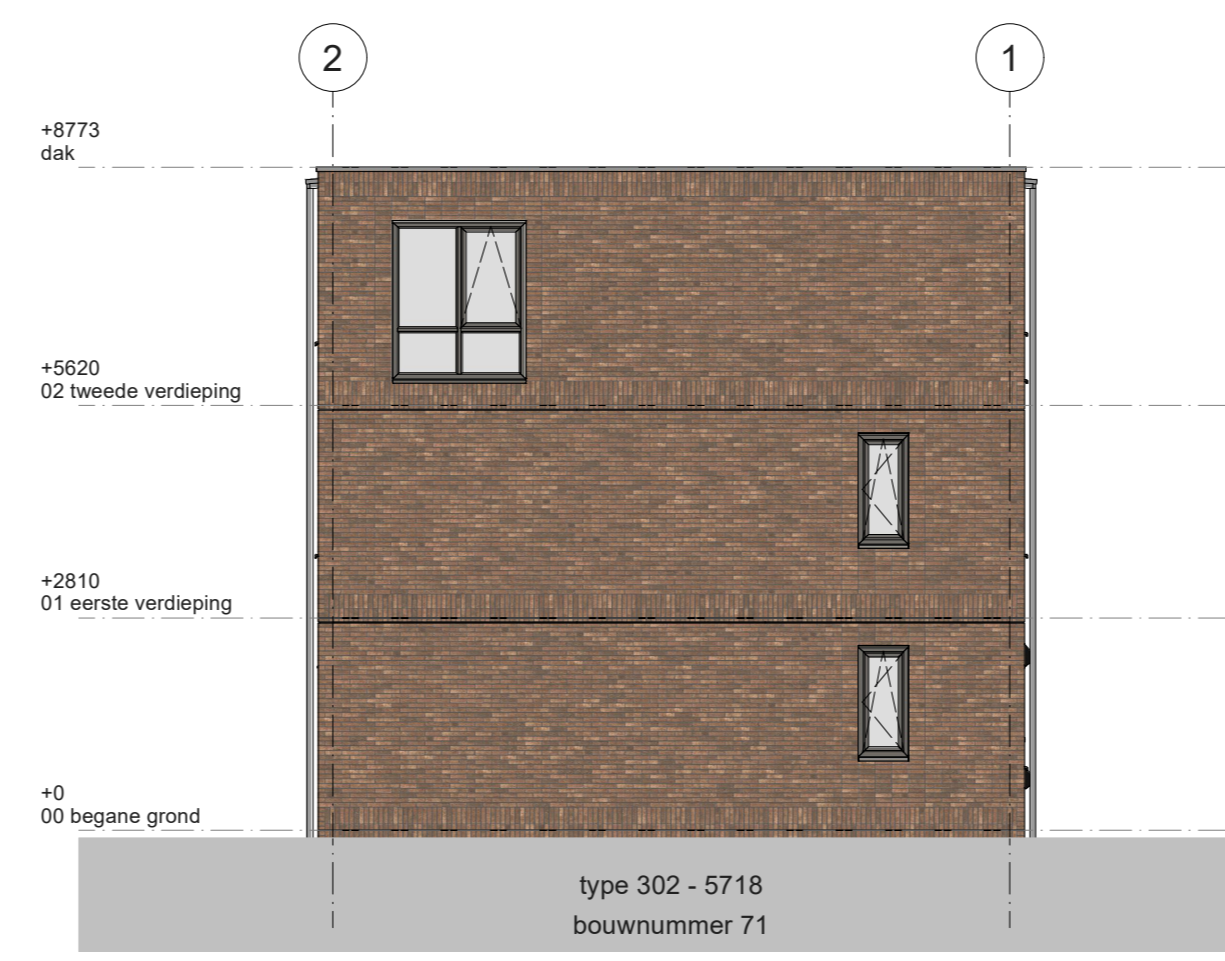 2
1
+8773
dak
+5620
02 tweede verdieping
+2810
01 eerste verdieping
+0
00 begane grond
type 302 - 5718
bouwnummer 71